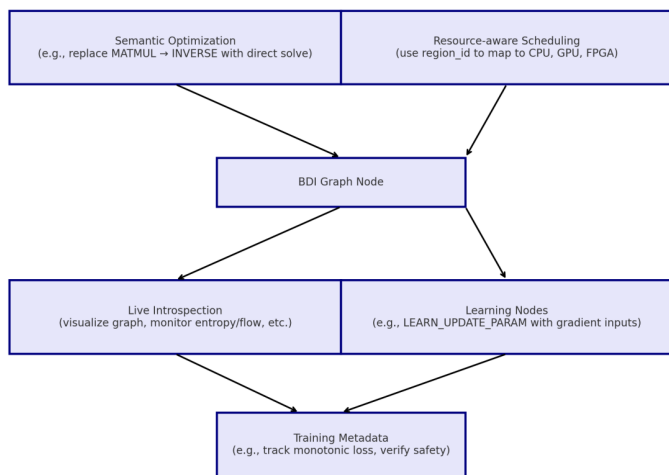 Semantic Optimization
(e.g., replace MATMUL → INVERSE with direct solve)
Resource-aware Scheduling
(use region_id to map to CPU, GPU, FPGA)
BDI Graph Node
Live Introspection
(visualize graph, monitor entropy/flow, etc.)
Learning Nodes
(e.g., LEARN_UPDATE_PARAM with gradient inputs)
Training Metadata
(e.g., track monotonic loss, verify safety)